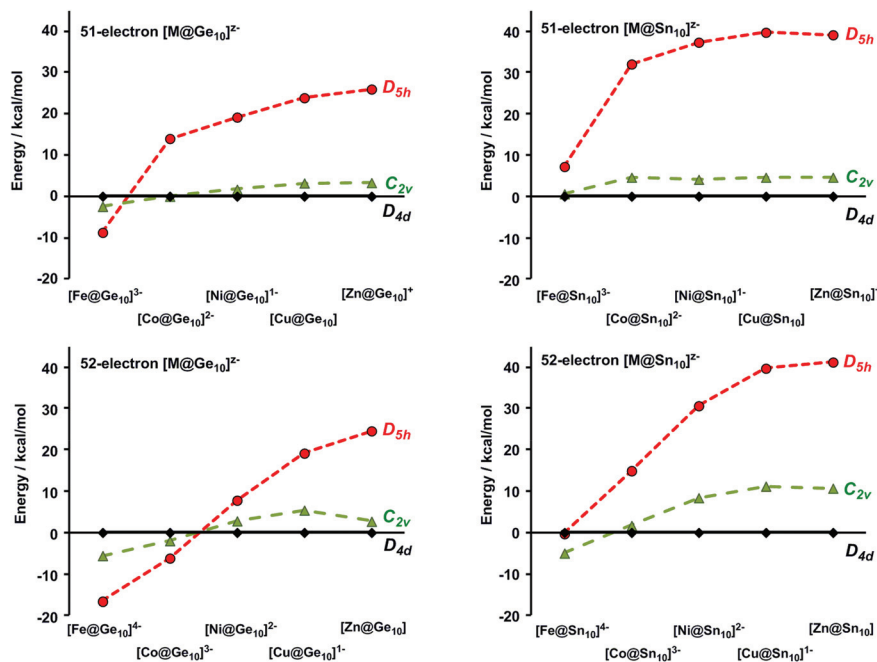 51-electron [M@Ge10]z-
Energy / kcal/mol
40
30
20
10
0
-10
-20
D5h
C2v
D4d
[Fe@Ge10]3-
[Co@Ge10]2-
[Ni@Ge10]1-
[Cu@Ge10]
[Zn@Ge10]+
51-electron [M@Sn10]z-
Energy / kcal/mol
40
30
20
10
0
-10
-20
D5h
C2v
D4d
[Fe@Sn10]3-
[Co@Sn10]2-
[Ni@Sn10]1-
[Cu@Sn10]
[Zn@Sn10]
52-electron [M@Ge10]z-
Energy / kcal/mol
40
30
20
10
0
-10
-20
D5h
C2v
D4d
[Fe@Ge10]4-
[Co@Ge10]3-
[Ni@Ge10]2-
[Cu@Ge10]1-
[Zn@Ge10]
52-electron [M@Sn10]z-
Energy / kcal/mol
40
30
20
10
0
-10
-20
D5h
C2v
D4d
[Fe@Sn10]4-
[Co@Sn10]3-
[Ni@Sn10]2-
[Cu@Sn10]1-
[Zn@Sn10]